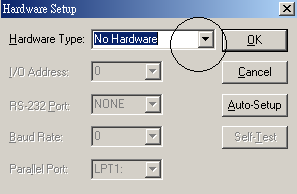 Hardware Setup
Hardware Type: No Hardware OK
I/O Address: 0 Cancel
RS-232 Port: NONE Auto-Setup
Baud Rate: 0 Self-Test
Parallel Port: LPT1: